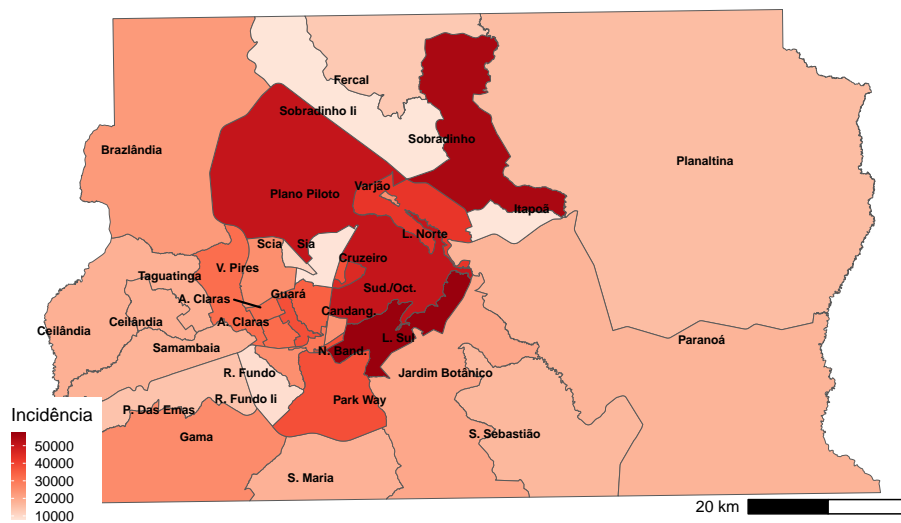 Fercal
Sobradinho Ii
Sobradinho
Brazlândia
Planaltina
Varjão
Plano Piloto
Itapoã
L. Norte
Scia
Sia
Cruzeiro
V. Pires
Taguatinga
Sud./Oct.
Guará
A. Claras
Candang.
Ceilândia
Ceilândia
A. Claras
L. Sul
Paranoá
Samambaia
N. Band.
R. Fundo
Jardim Botânico
R. Fundo Ii
Park Way
P. Das Emas
Gama
S. Sebastião
S. Maria
Incidência
50000
40000
30000
20000
10000
20 km